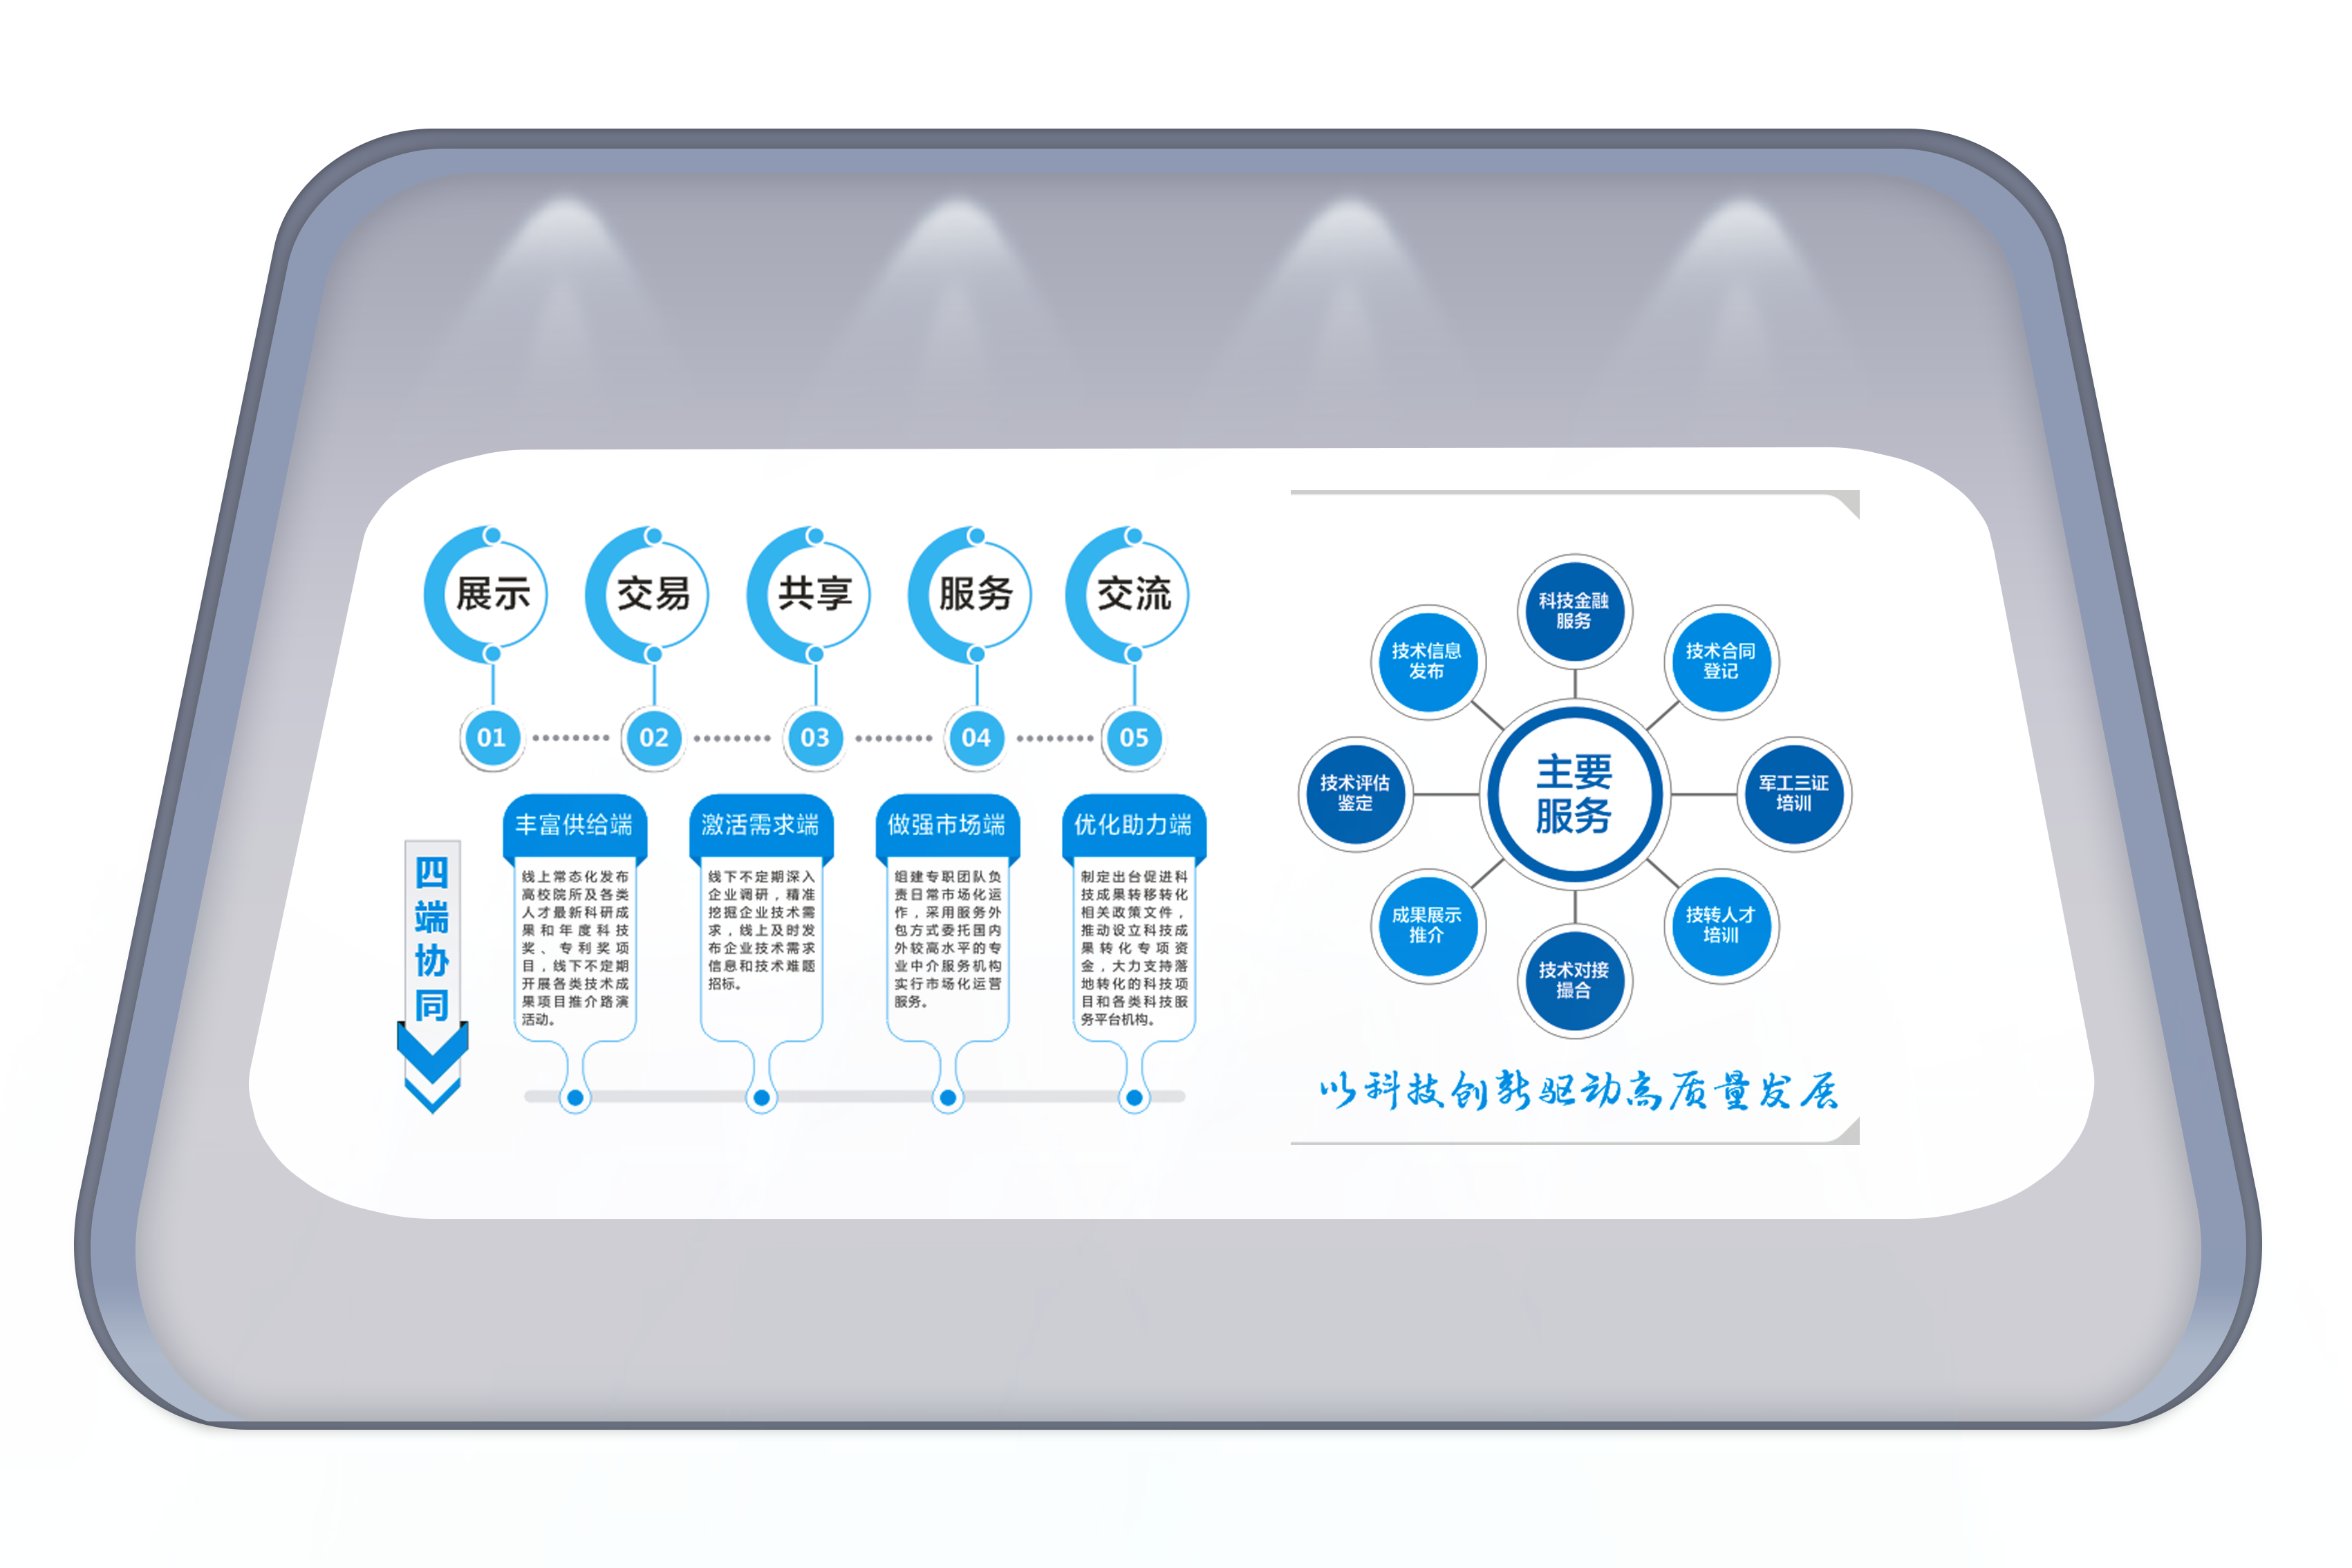 展示
交易
共享
服务
交流
01
02
03
04
05
四
端
协
同
丰富供给端
线上常态化发布
高校院所及各类
人才最新科研成
果和年度科技
奖、专利奖项
目，线下不定期
开展各类技术成
果项目推介路演
活动。
激活需求端
线下不定期深入
企业调研，精准
挖掘企业技术需
求，线上及时发
布企业技术需求
信息和技术难题
招标。
做强市场端
组建专职团队负
责日常市场化运
作，采用服务外
包方式委托国内
外较高水平的专
业中介服务机构
实行市场化运营
服务。
优化助力端
制定出台促进科
技成果转移转化
相关政策文件，
推动设立科技成
果转化专项资
金，大力支持落
地转化的科技项
目和各类科技服
务平台机构。
主要
服务
科技金融
服务
技术合同
登记
军工三证
培训
技转人才
培训
技术对接
撮合
成果展示
推介
技术评估
鉴定
技术信息
发布
以科技创新驱动高质量发展